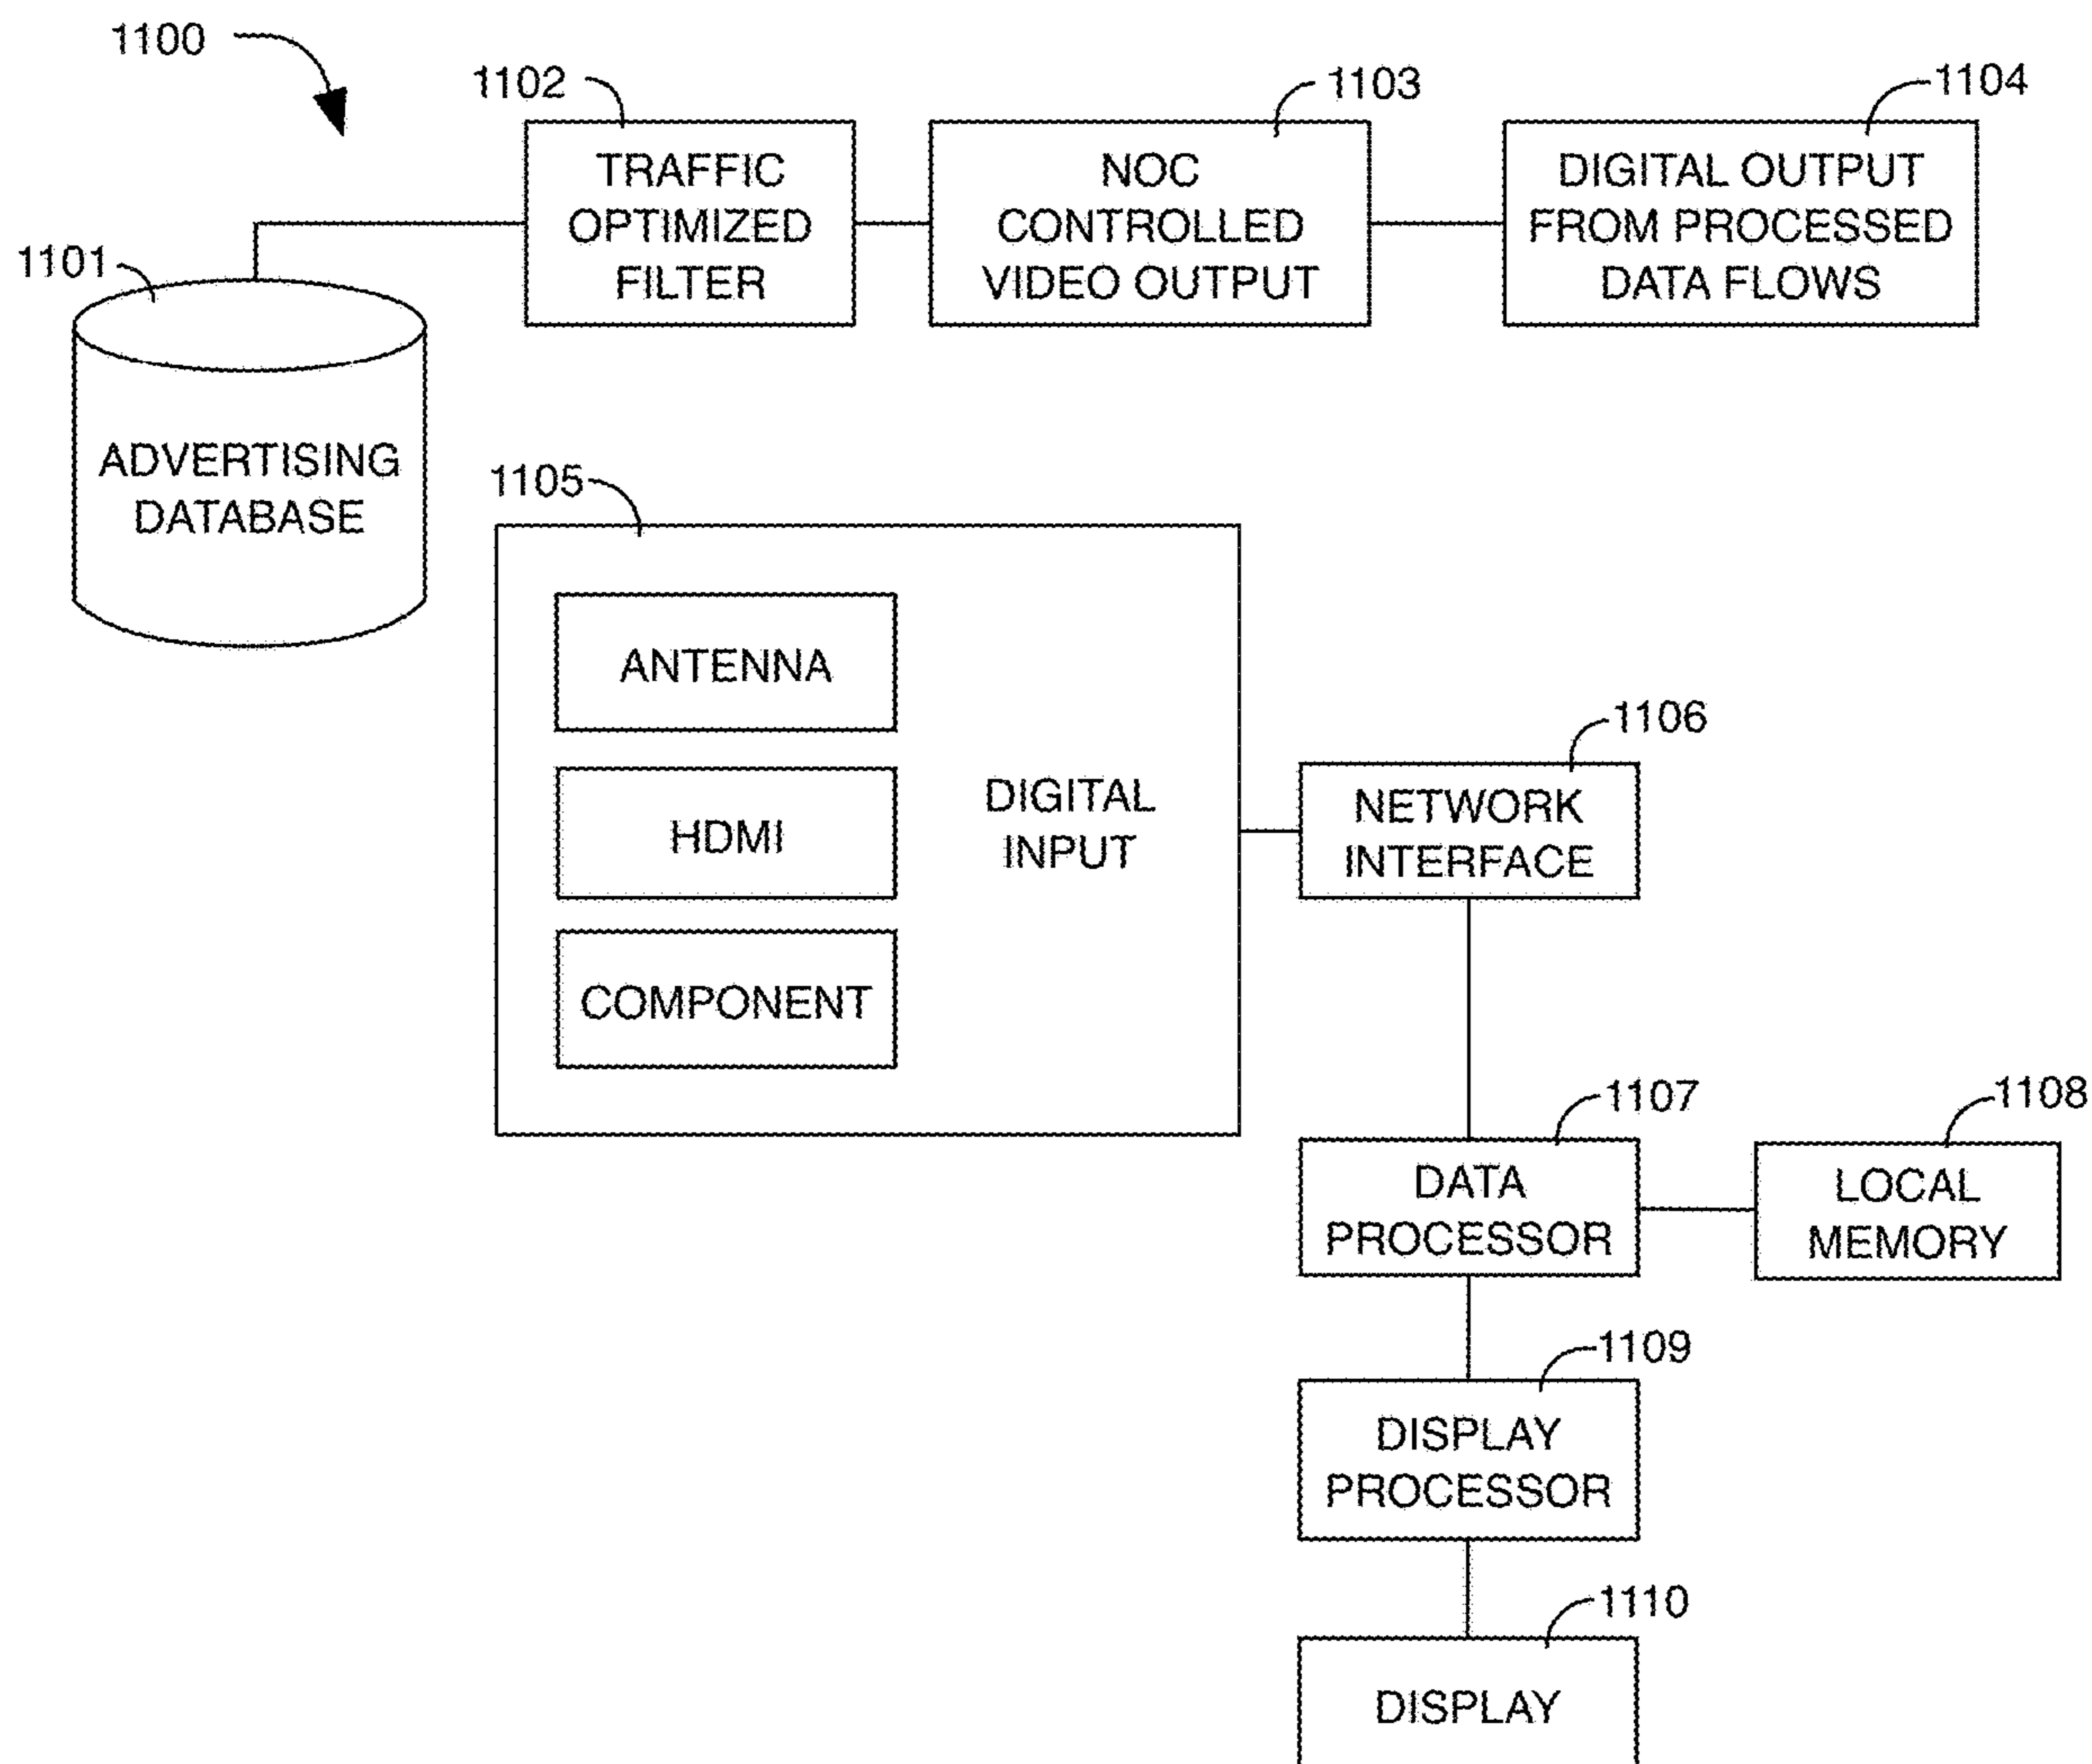 1100
1102
1103
1104
TRAFFIC
OPTIMIZED
FILTER
NOC
CONTROLLED
VIDEO OUTPUT
DIGITAL OUTPUT
FROM PROCESSED
DATA FLOWS
1101
ADVERTISING
DATABASE
1105
ANTENNA
HDMI
COMPONENT
DIGITAL
INPUT
1106
NETWORK
INTERFACE
1107
DATA
PROCESSOR
1108
LOCAL
MEMORY
1109
DISPLAY
PROCESSOR
1110
DISPLAY